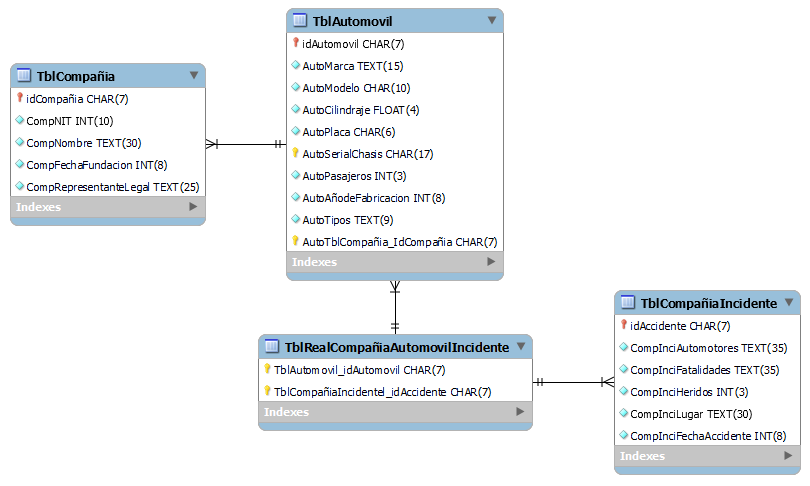 TblAutomovil
idAutomovil CHAR(7)
AutoMarca TEXT(15)
AutoModelo CHAR(10)
AutoCilindraje FLOAT(4)
AutoPlaca CHAR(6)
AutoSerialChasis CHAR(17)
AutoPasajeros INT(3)
AutoAñodeFabricacion INT(8)
AutoTipos TEXT(9)
AutoTblCompañia_IdCompañia CHAR(7)
Indexes
TblCompañia
idCompañia CHAR(7)
CompNIT INT(10)
CompNombre TEXT(30)
CompFechaFundacion INT(8)
CompRepresentanteLegal TEXT(25)
Indexes
TblRealCompañiaAutomovilIncidente
TblAutomovil_idAutomovil CHAR(7)
TblCompañiaIncidentel_idAccidente CHAR(7)
Indexes
TblCompañiaIncidente
idAccidente CHAR(7)
CompInciAutomotores TEXT(35)
CompInciFatalidades TEXT(35)
CompInciHeridos INT(3)
CompInciLugar TEXT(30)
CompInciFechaAccidente INT(8)
Indexes